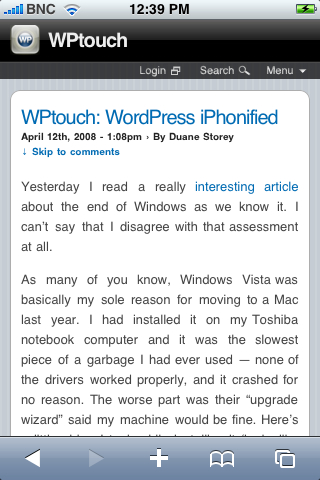 BNC 12:39 PM
WPtouch
Login Search Menu
WPtouch: WordPress iPhonified
April 12th, 2008 - 1:08pm › By Duane Storey
↓ Skip to comments
Yesterday I read a really interesting article
about the end of Windows as we know it. I
can't say that I disagree with that assessment
at all.
As many of you know, Windows Vista was
basically my sole reason for moving to a Mac
last year. I had installed it on my Toshiba
notebook computer and it was the slowest
piece of a garbage I had ever used — none of
the drivers worked properly, and it crashed for
no reason. The worse part was their “upgrade
wizard” said my machine would be fine. Here's